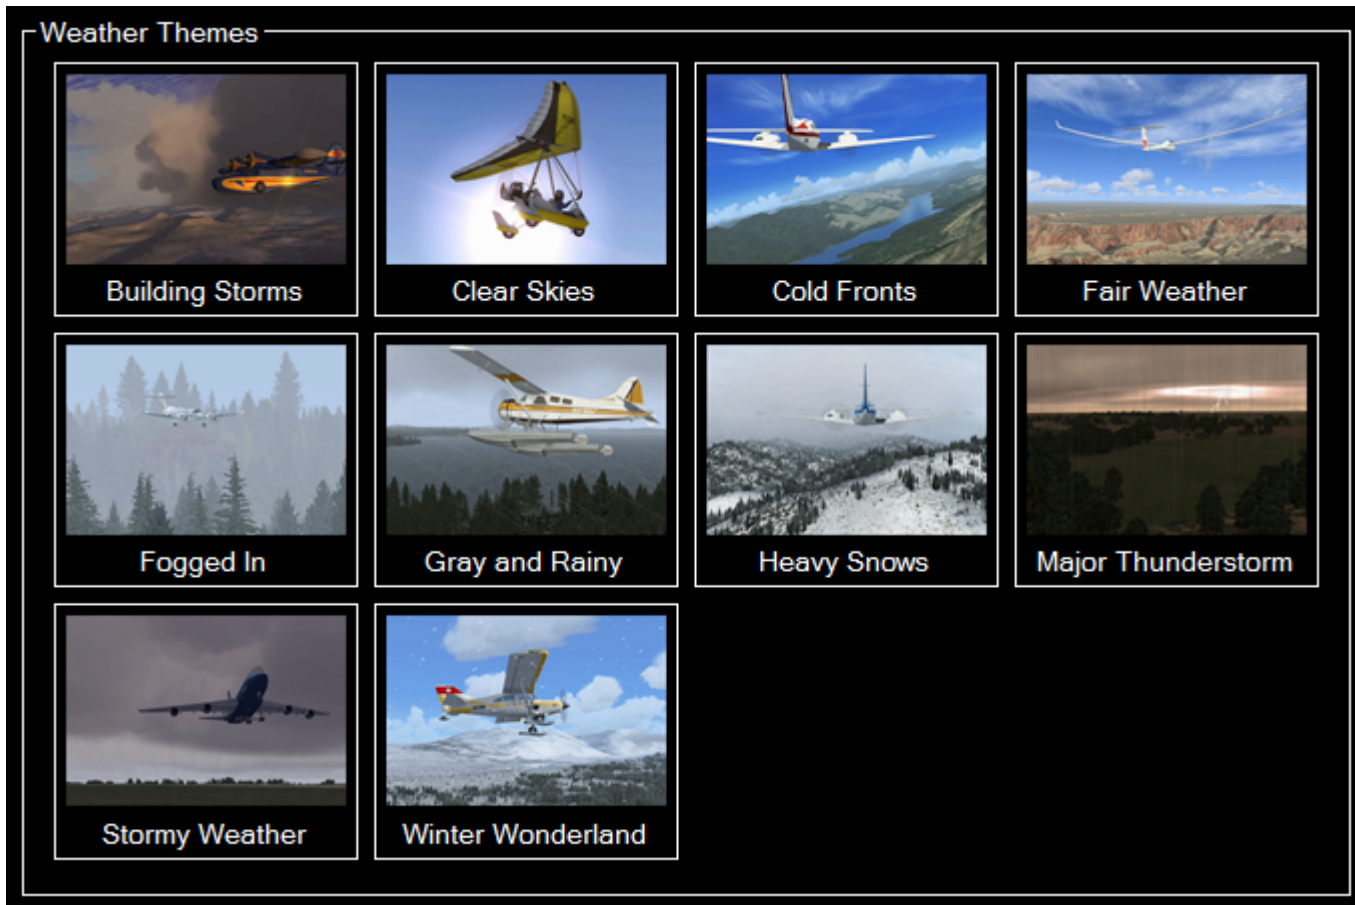 Weather Themes
Building Storms
Clear Skies
Cold Fronts
Fair Weather
Fogged In
Gray and Rainy
Heavy Snows
Major Thunderstorm
Stormy Weather
Winter Wonderland